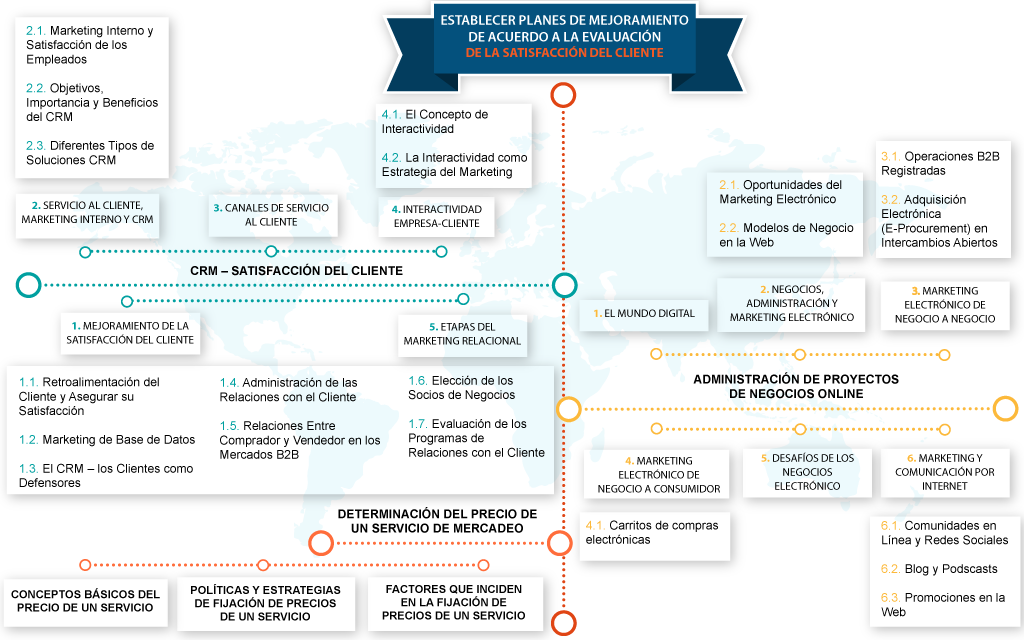 ESTABLECER PLANES DE MEJORAMIENTO
DE ACUERDO A LA EVALUACIÓN
DE LA SATISFACCIÓN DEL CLIENTE
2.1. Marketing Interno y
Satisfacción de los
Empleados
2.2. Objetivos,
Importancia y Beneficios
del CRM
2.3. Diferentes Tipos de
Soluciones CRM
4.1. El Concepto de
Interactividad
4.2. La Interactividad como
Estrategia del Marketing
2. SERVICIO AL CLIENTE,
MARKETING INTERNO Y CRM
3. CANALES DE SERVICIO
AL CLIENTE
4. INTERACTIVIDAD
EMPRESA-CLIENTE
CRM – SATISFACCIÓN DEL CLIENTE
1. MEJORAMIENTO DE LA
SATISFACCIÓN DEL CLIENTE
5. ETAPAS DEL
MARKETING RELACIONAL
1.1. Retroalimentación del
Cliente y Asegurar su
Satisfacción
1.2. Marketing de Base de Datos
1.3. El CRM – los Clientes como
Defensores
1.4. Administración de las
Relaciones con el Cliente
1.5. Relaciones Entre
Comprador y Vendedor en los
Mercados B2B
1.6. Elección de los
Socios de Negocios
1.7. Evaluación de los
Programas de
Relaciones con el Cliente
2.1. Oportunidades del
Marketing Electrónico
2.2. Modelos de Negocio
en la Web
3.1. Operaciones B2B
Registradas
3.2. Adquisición
Electrónica
(E-Procurement) en
Intercambios Abiertos
1. EL MUNDO DIGITAL
2. NEGOCIOS,
ADMINISTRACIÓN Y
MARKETING ELECTRÓNICO
3. MARKETING
ELECTRÓNICO DE
NEGOCIO A NEGOCIO
ADMINISTRACIÓN DE PROYECTOS
DE NEGOCIOS ONLINE
4. MARKETING
ELECTRÓNICO DE
NEGOCIO A CONSUMIDOR
5. DESAFÍOS DE LOS
NEGOCIOS
ELECTRÓNICO
6. MARKETING Y
COMUNICACIÓN POR
INTERNET
4.1. Carritos de compras
electrónicas
6.1. Comunidades en
Línea y Redes Sociales
6.2. Blog y Podscasts
6.3. Promociones en la
Web
DETERMINACIÓN DEL PRECIO DE
UN SERVICIO DE MERCADEO
CONCEPTOS BÁSICOS DEL
PRECIO DE UN SERVICIO
POLÍTICAS Y ESTRATEGIAS
DE FIJACIÓN DE PRECIOS
DE UN SERVICIO
FACTORES QUE INCIDEN
EN LA FIJACIÓN DE
PRECIOS DE UN SERVICIO